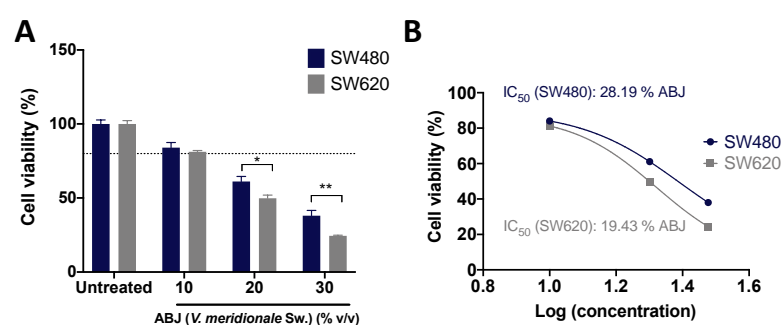 A
Cell viability (%)
150
100
50
0
SW480
SW620
*
**
Untreated
10
20
30
ABJ (V. meridionale Sw.) (% v/v)
B
Cell viability (%)
100
80
60
40
20
0
IC50 (SW480): 28.19 % ABJ
SW480
SW620
IC50 (SW620): 19.43 % ABJ
0.8
1.0
1.2
1.4
1.6
Log (concentration)